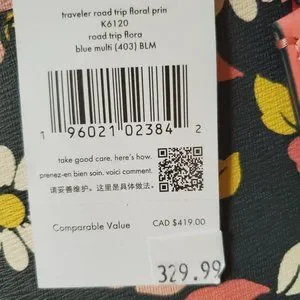 traveler road trip floral prin
K6120
road trip flora
blue multi (403) BLM
1 96021 02384 2
take good care. here's how.
prenez-en bien soin. voici comment.
请妥善维护。这里是具体做法
Comparable Value CAD $419.00
329.99